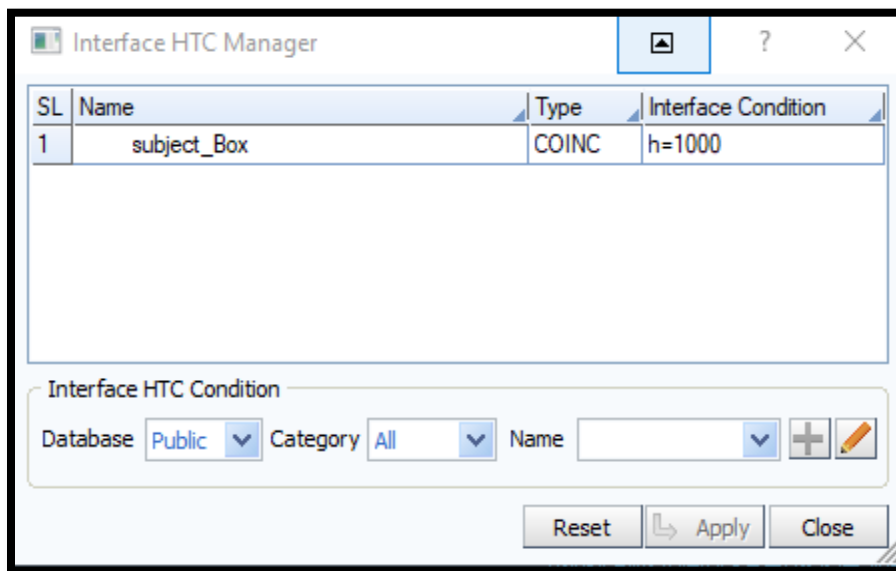 Interface HTC Manager ?
SL Name Type Interface Condition
1 subject_Box COINC h=1000
Interface HTC Condition
Database Public Category All Name
Reset Apply Close